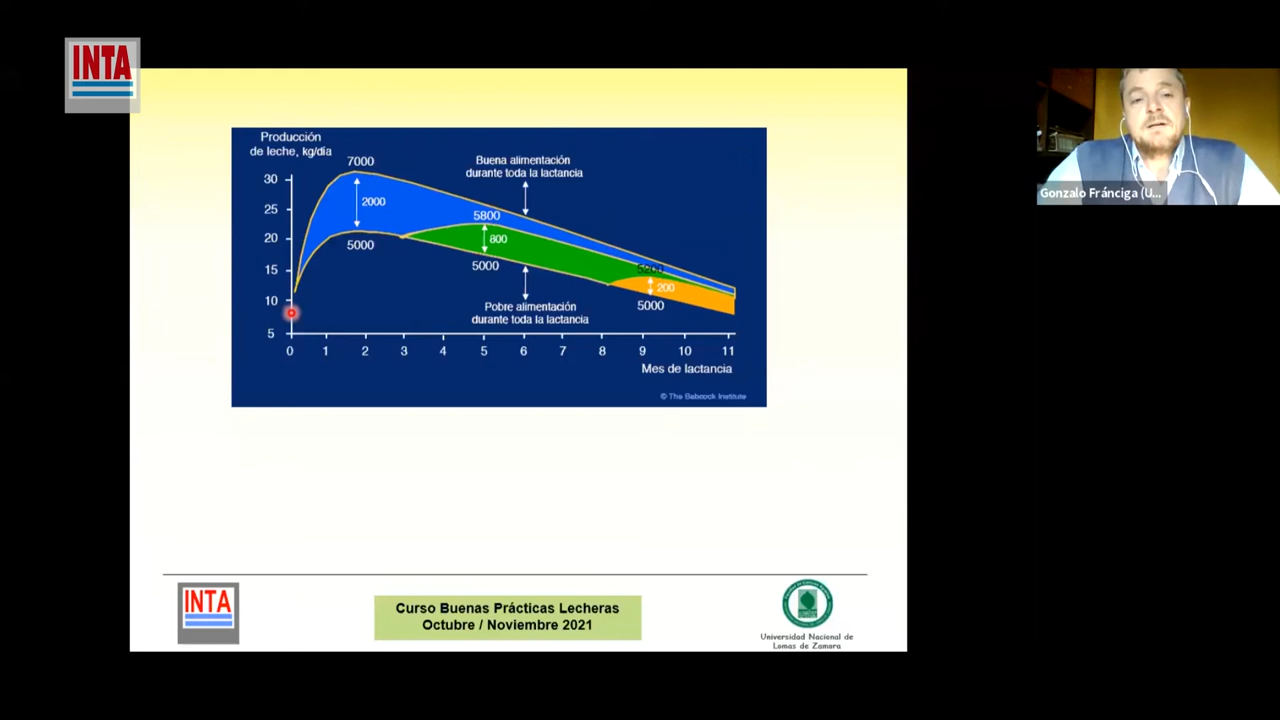 INTA
Producción
de leche, kg/día
7000
Buena alimentación
durante toda la lactancia
30
2000
25
5800
20
5000
800
15
5000
5200
200
10
5000
Pobre alimentación
durante toda la lactancia
5
0 1 2 3 4 5 6 7 8 9 10 11
Mes de lactancia
© The Babcock Institute
Gonzalo Fránciga (U...
INTA
Curso Buenas Prácticas Lecheras
Octubre / Noviembre 2021
Universidad Nacional de
Lomas de Zamora